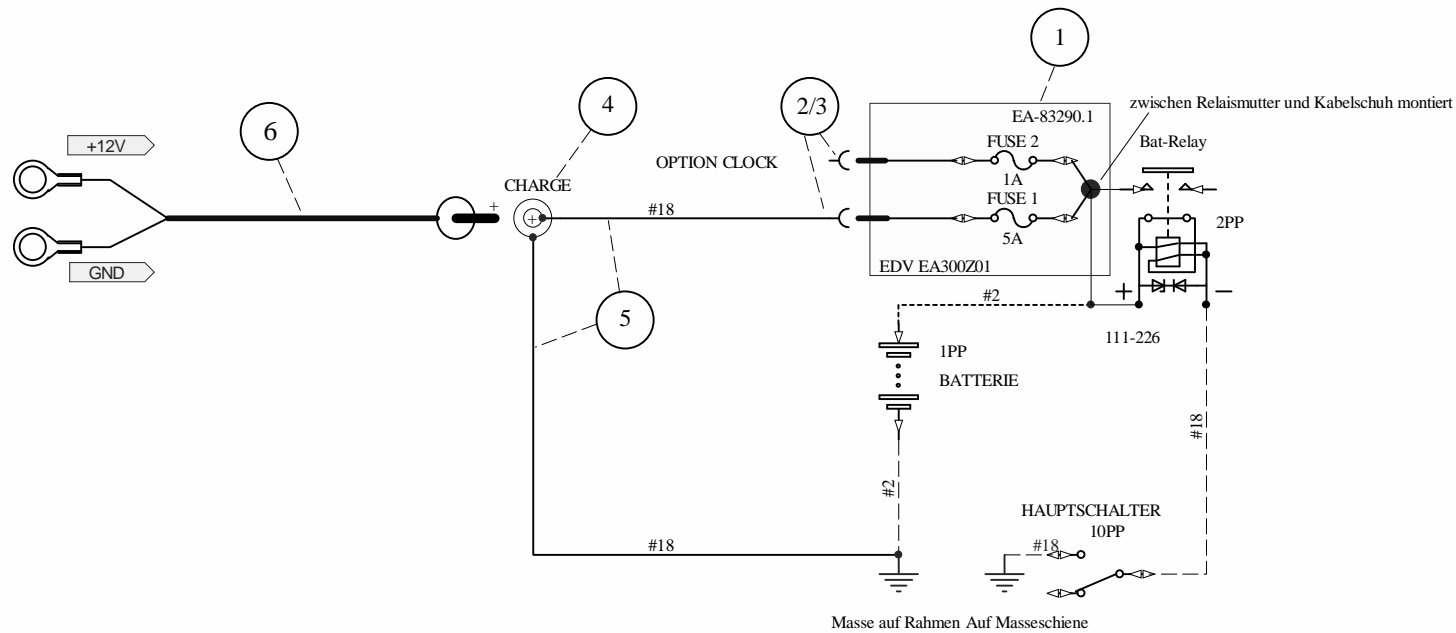 1
zwischen Relaismutter und Kabelschuh montiert
4
2/3
EA-83290.1
6
+12V
FUSE 2
Bat-Relay
OPTION CLOCK
1A
CHARGE
FUSE 1
+
+
#18
5A
2PP
GND
EDV EA300Z01
#2
+
−
5
111-226
1PP
BATTERIE
#18
#2
HAUPTSCHALTER
10PP
#18
#18
Masse auf Rahmen Auf Masseschiene